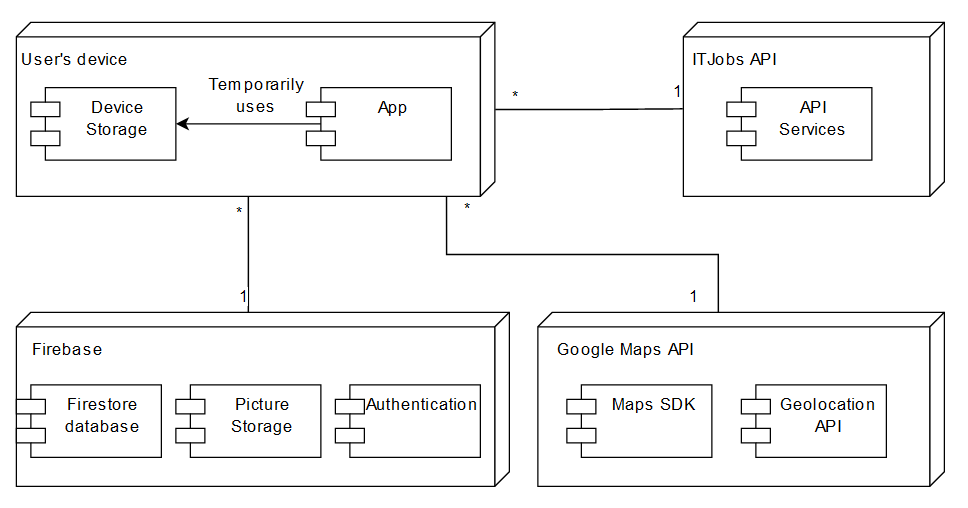 User's device
Device
Storage
Temporarily
uses
App
*
1
ITJobs API
API
Services
*
*
1
1
Firebase
Firestore
database
Picture
Storage
Authentication
Google Maps API
Maps SDK
Geolocation
API